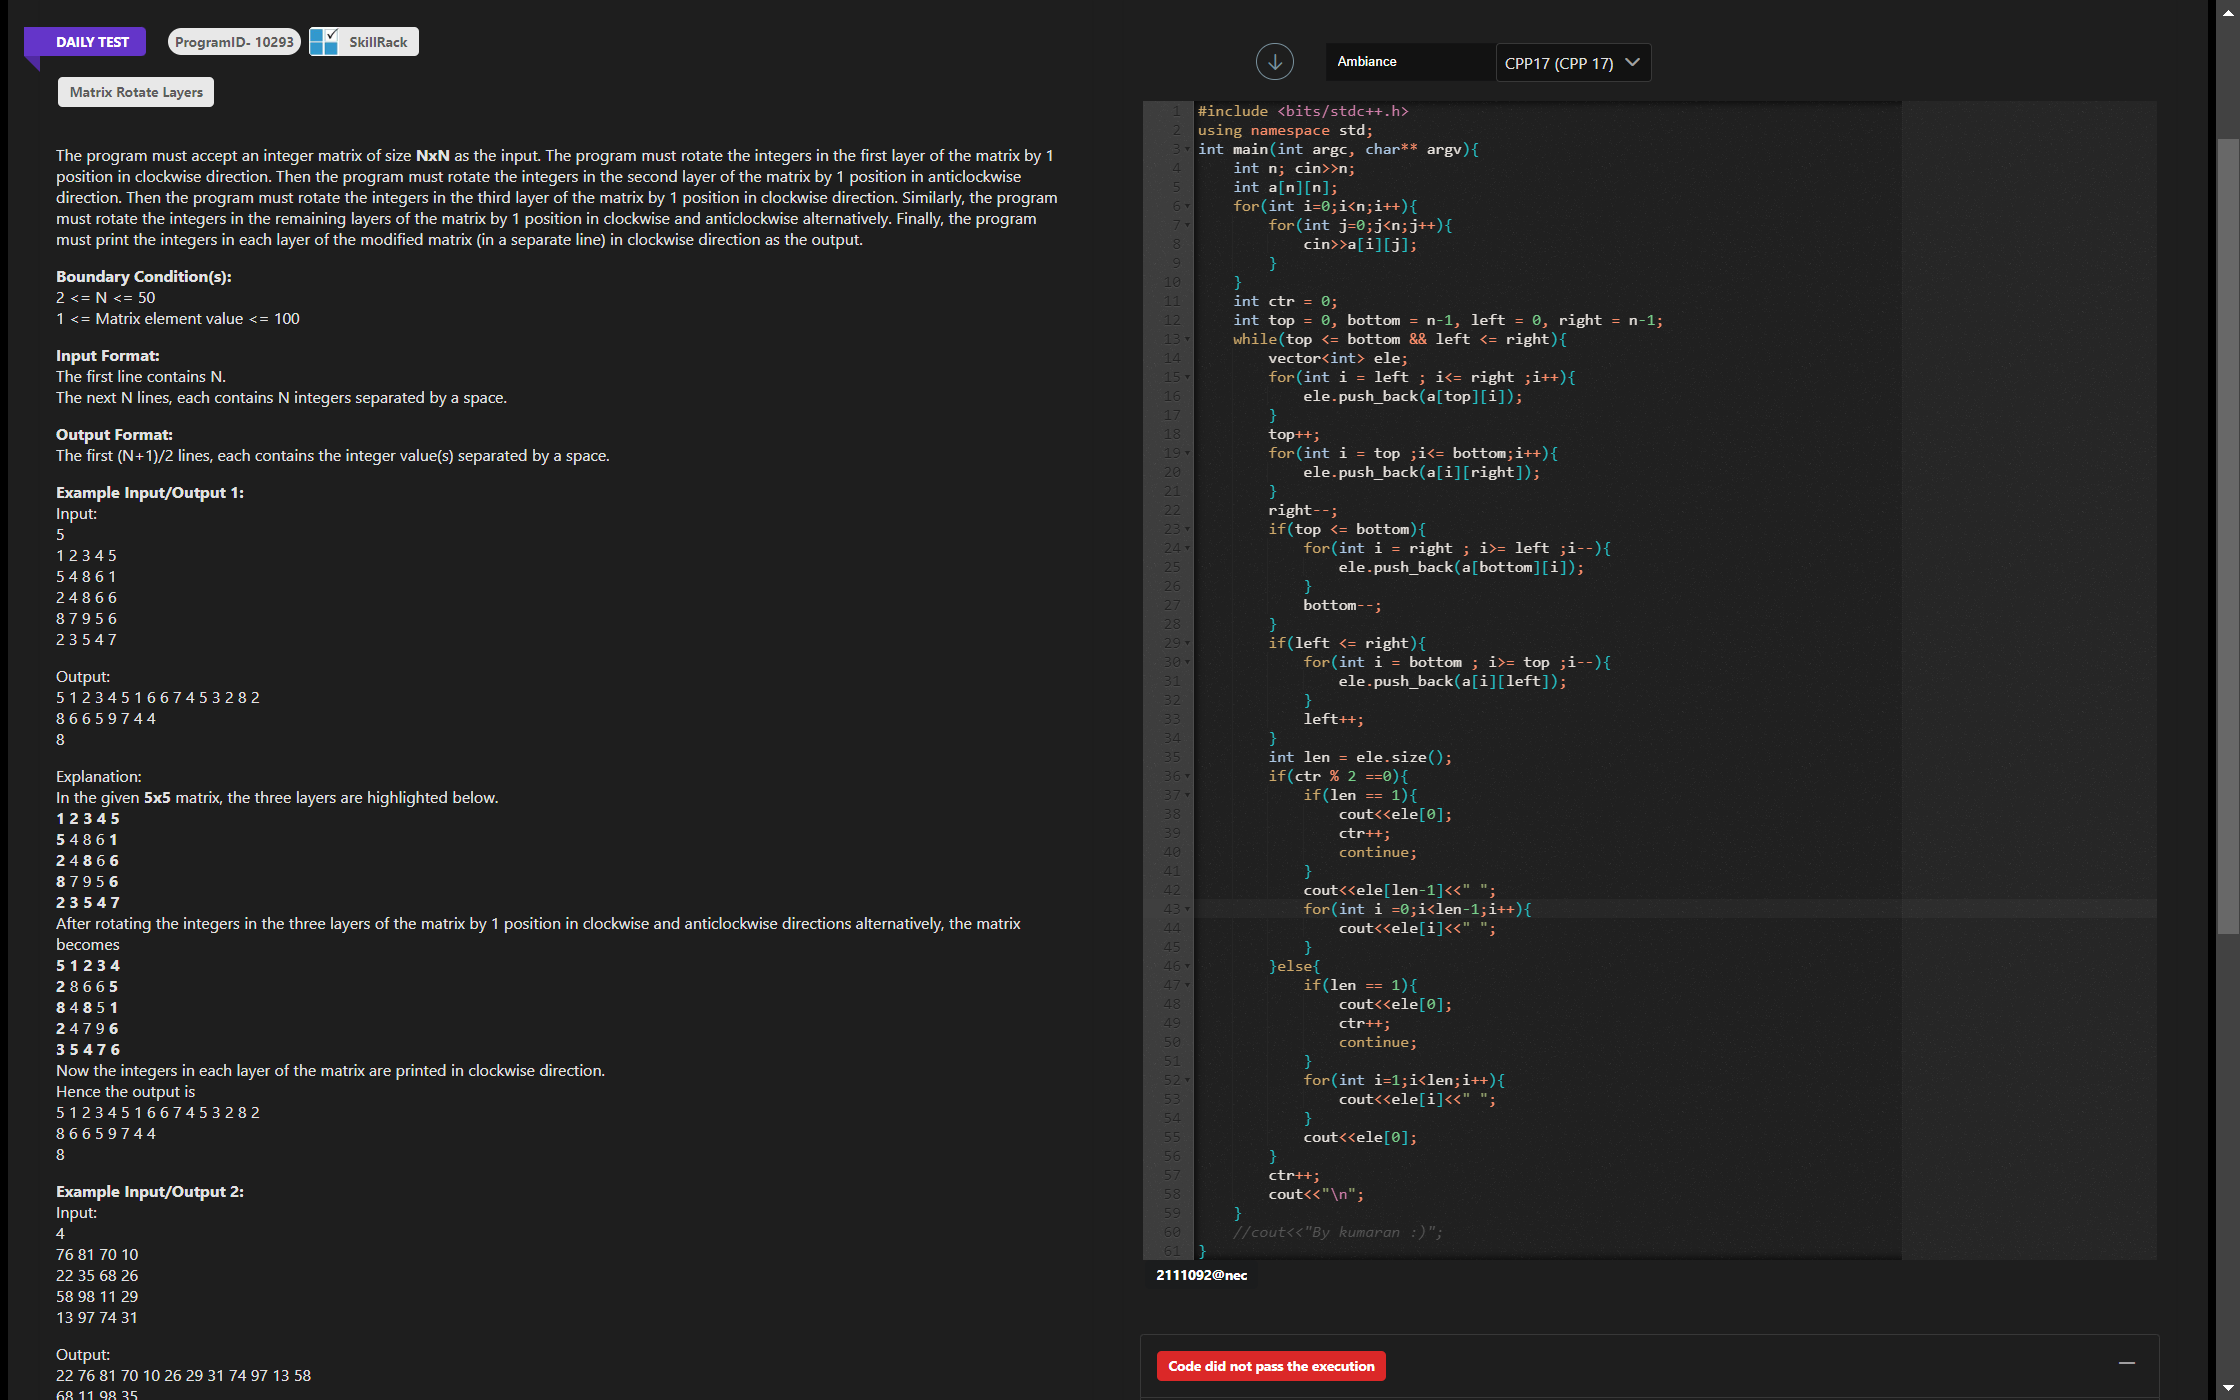 DAILY TEST
ProgramID- 10293
SkillRack
Matrix Rotate Layers
The program must accept an integer matrix of size NxN as the input. The program must rotate the integers in the first layer of the matrix by 1
position in clockwise direction. Then the program must rotate the integers in the second layer of the matrix by 1 position in anticlockwise
direction. Then the program must rotate the integers in the third layer of the matrix by 1 position in clockwise direction. Similarly, the program
must rotate the integers in the remaining layers of the matrix by 1 position in clockwise and anticlockwise alternatively. Finally, the program
must print the integers in each layer of the modified matrix (in a separate line) in clockwise direction as the output.
Boundary Condition(s):
2 <= N <= 50
1 <= Matrix element value <= 100
Input Format:
The first line contains N.
The next N lines, each contains N integers separated by a space.
Output Format:
The first (N+1)/2 lines, each contains the integer value(s) separated by a space.
Example Input/Output 1:
Input:
5
1 2 3 4 5
5 4 8 6 1
2 4 8 6 6
8 7 9 5 6
2 3 5 4 7
Output:
5 1 2 3 4 5 1 6 6 7 4 5 3 2 8 2
8 6 6 5 9 7 4 4
8
Explanation:
In the given 5x5 matrix, the three layers are highlighted below.
1 2 3 4 5
5 4 8 6 1
2 4 8 6 6
8 7 9 5 6
2 3 5 4 7
After rotating the integers in the three layers of the matrix by 1 position in clockwise and anticlockwise directions alternatively, the matrix
becomes
5 1 2 3 4
2 8 6 6 5
8 4 8 5 1
2 4 7 9 6
3 5 4 7 6
Now the integers in each layer of the matrix are printed in clockwise direction.
Hence the output is
5 1 2 3 4 5 1 6 6 7 4 5 3 2 8 2
8 6 6 5 9 7 4 4
8
Example Input/Output 2:
Input:
4
76 81 70 10
22 35 68 26
58 98 11 29
13 97 74 31
Output:
22 76 81 70 10 26 29 31 74 97 13 58
68 11 98 35
Ambiance
CPP17 (CPP 17)
1 #include <bits/stdc++.h>
2 using namespace std;
3 int main(int argc, char** argv){
4 int n; cin>>n;
5 int a[n][n];
6 for(int i=0;i<n;i++){
7 for(int j=0;j<n;j++){
8 cin>>a[i][j];
9 }
10 }
11 int ctr = 0;
12 int top = 0, bottom = n-1, left = 0, right = n-1;
13 while(top <= bottom && left <= right){
14 vector<int> ele;
15 for(int i = left ; i<= right ;i++){
16 ele.push_back(a[top][i]);
17 }
18 top++;
19 for(int i = top ;i<= bottom;i++){
20 ele.push_back(a[i][right]);
21 }
22 right--;
23 if(top <= bottom){
24 for(int i = right ; i>= left ;i--){
25 ele.push_back(a[bottom][i]);
26 }
27 bottom--;
28 }
29 if(left <= right){
30 for(int i = bottom ; i>= top ;i--){
31 ele.push_back(a[i][left]);
32 }
33 left++;
34 }
35 int len = ele.size();
36 if(ctr % 2 ==0){
37 if(len == 1){
38 cout<<ele[0];
39 ctr++;
40 continue;
41 }
42 cout<<ele[len-1]<<" ";
43 for(int i =0;i<len-1;i++){
44 cout<<ele[i]<<" ";
45 }
46 }else{
47 if(len == 1){
48 cout<<ele[0];
49 ctr++;
50 continue;
51 }
52 for(int i=1;i<len;i++){
53 cout<<ele[i]<<" ";
54 }
55 cout<<ele[0];
56 }
57 ctr++;
58 cout<<"\n";
59 }
60 //cout<<"By kumaran :)";
61 }
2111092@nec
Code did not pass the execution